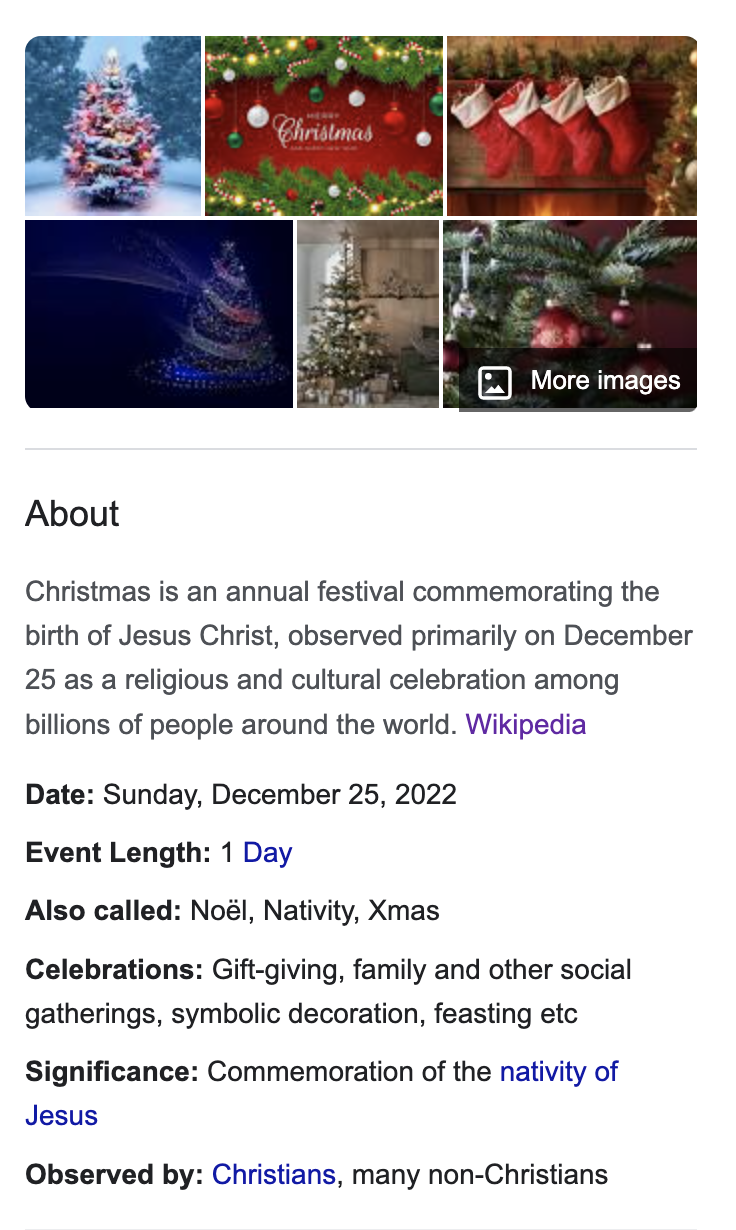 MERRY
Christmas
More images
About
Christmas is an annual festival commemorating the
birth of Jesus Christ, observed primarily on December
25 as a religious and cultural celebration among
billions of people around the world. Wikipedia
Date: Sunday, December 25, 2022
Event Length: 1 Day
Also called: Noël, Nativity, Xmas
Celebrations: Gift-giving, family and other social
gatherings, symbolic decoration, feasting etc
Significance: Commemoration of the nativity of
Jesus
Observed by: Christians, many non-Christians